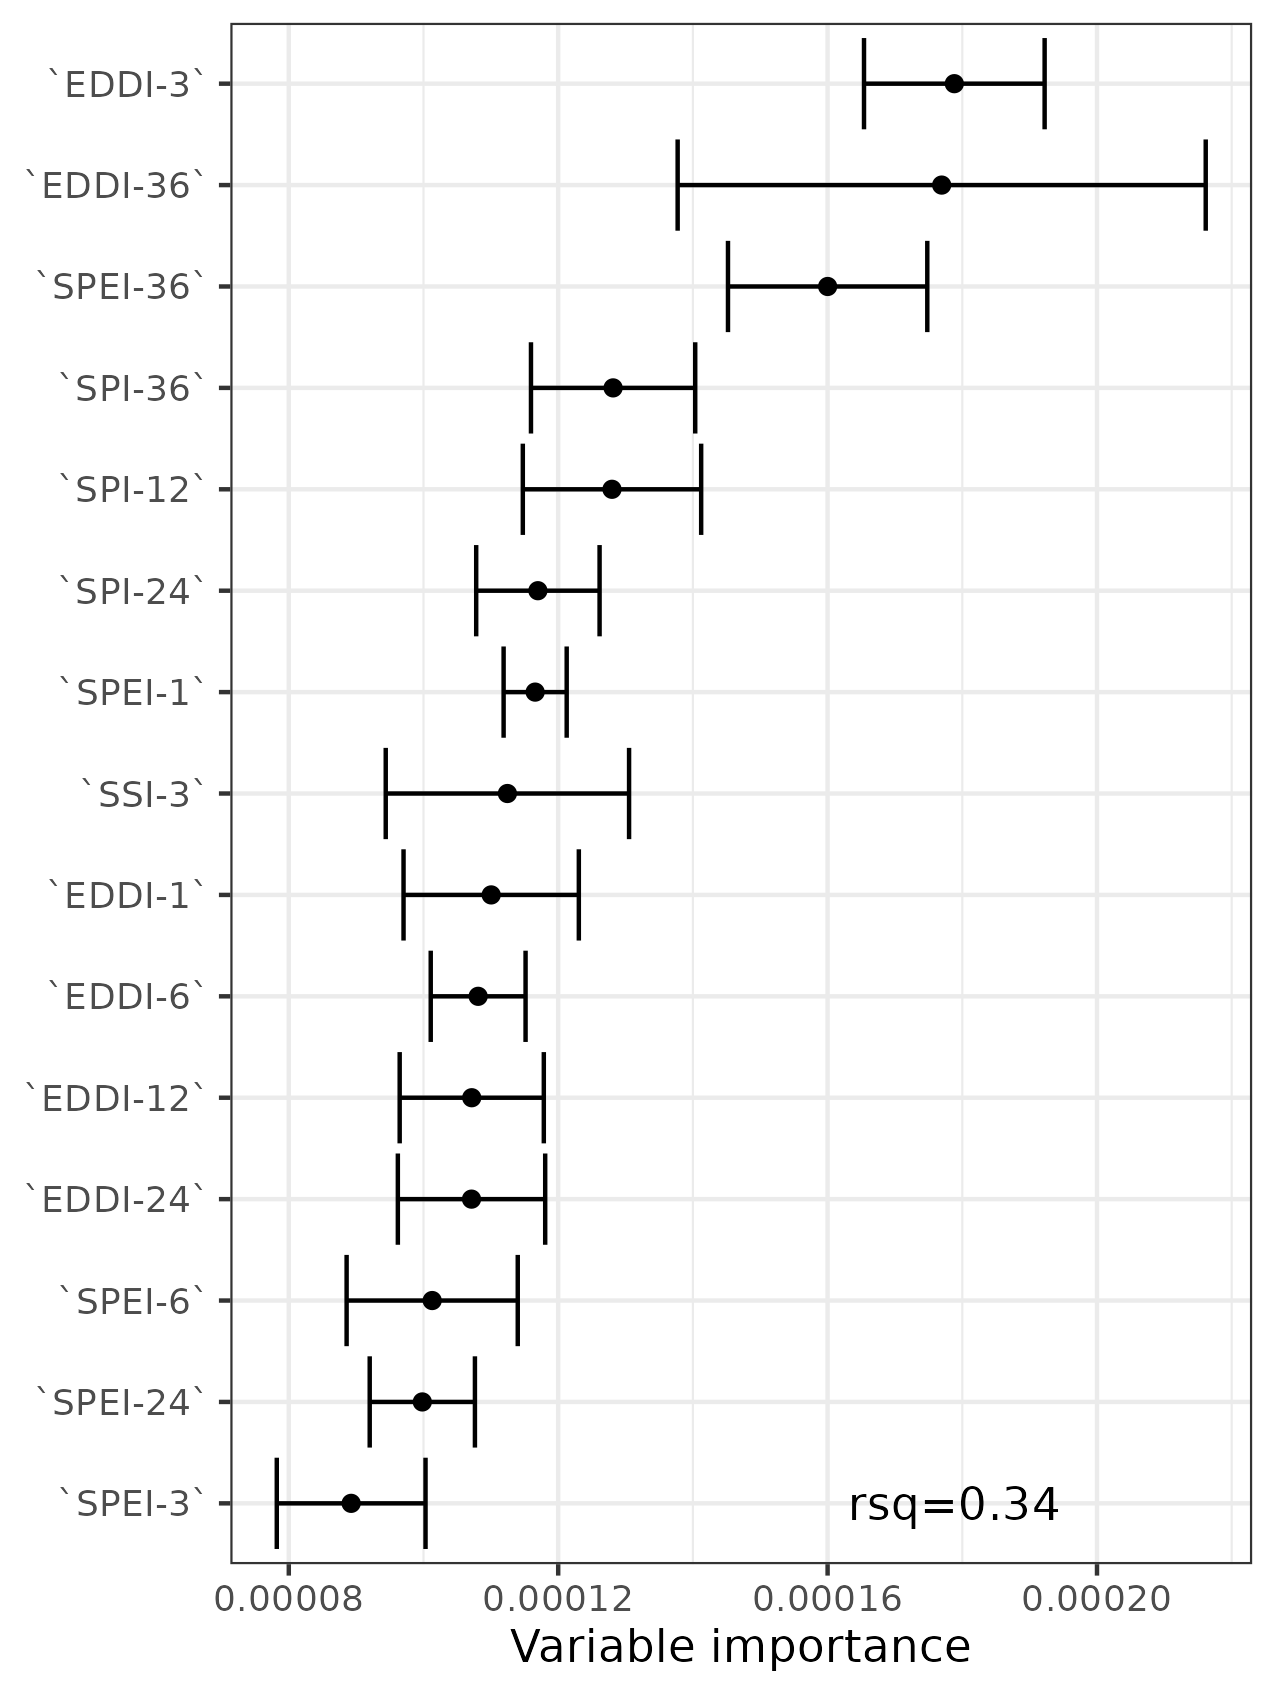 `EDDI-3`
`EDDI-36`
`SPEI-36`
`SPI-36`
`SPI-12`
`SPI-24`
`SPEI-1`
`SSI-3`
`EDDI-1`
`EDDI-6`
`EDDI-12`
`EDDI-24`
`SPEI-6`
`SPEI-24`
`SPEI-3`
rsq=0.34
0.00008 0.00012 0.00016 0.00020
Variable importance